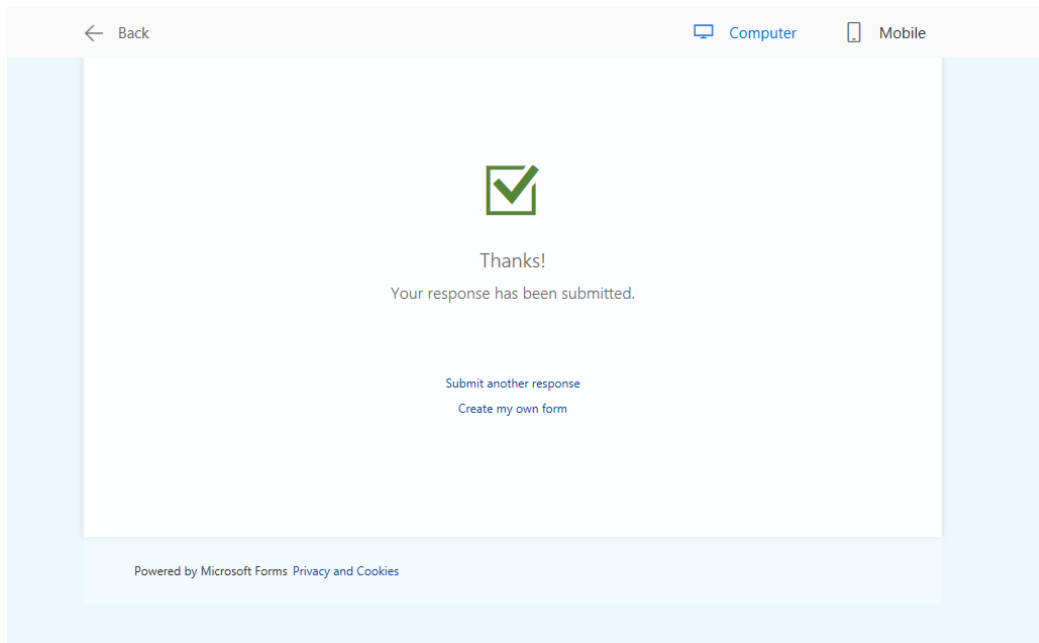 Back
Computer
Mobile
Thanks!
Your response has been submitted.
Submit another response
Create my own form
Powered by Microsoft Forms Privacy and Cookies